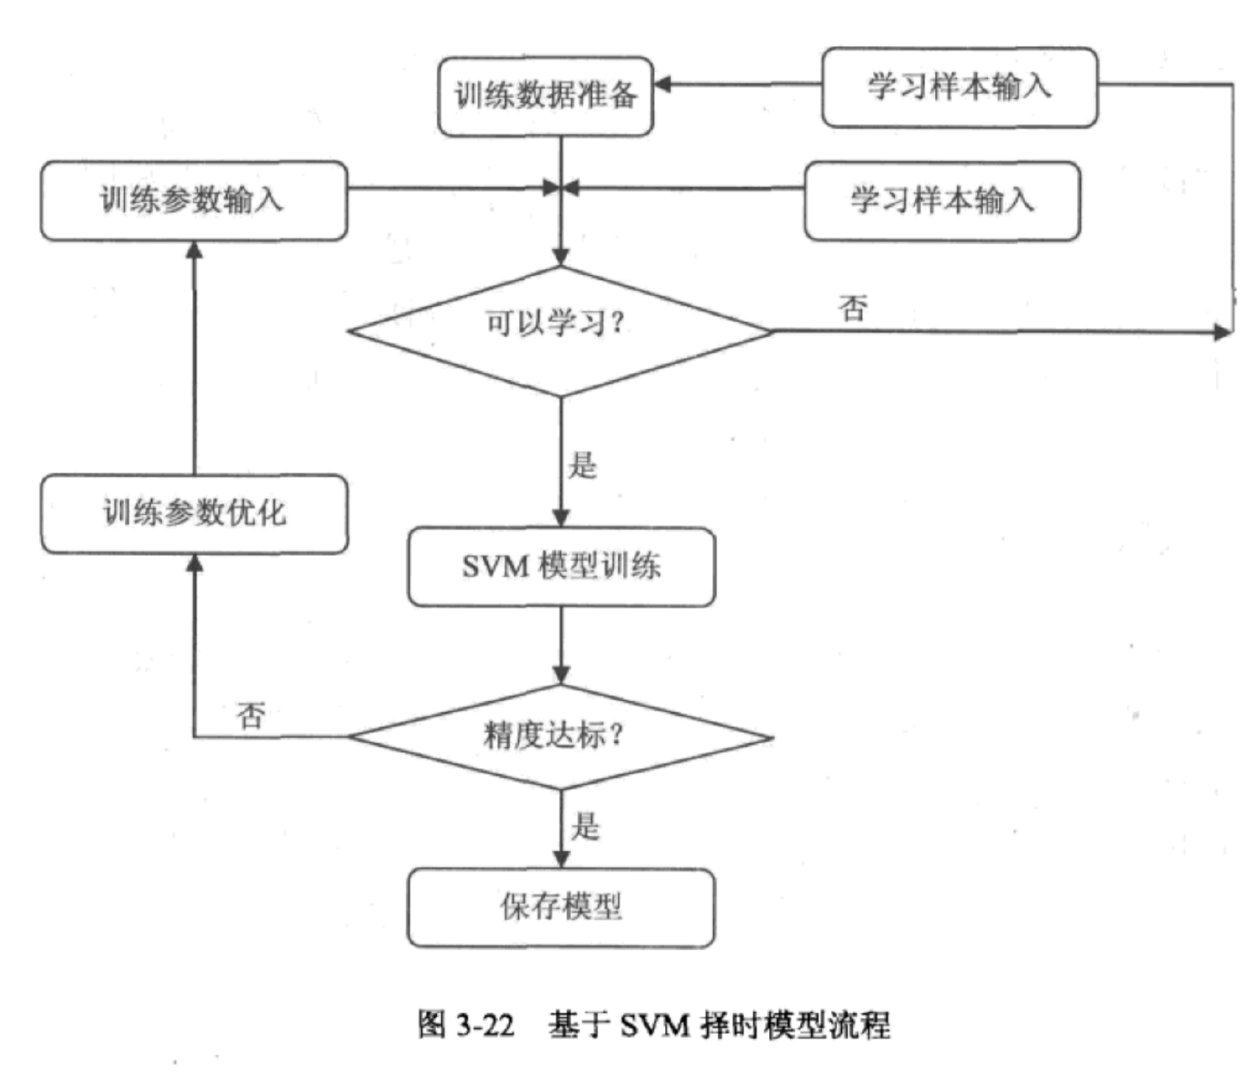 训练数据准备
学习样本输入
训练参数输入
学习样本输入
可以学习？
否
是
训练参数优化
SVM 模型训练
否
精度达标？
是
保存模型
图 3-22 基于 SVM 择时模型流程